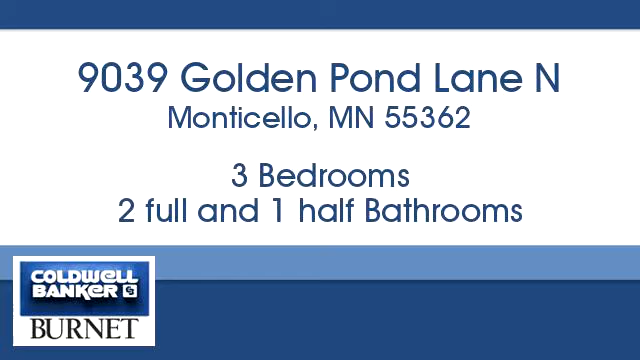 9039 Golden Pond Lane N
Monticello, MN 55362
3 Bedrooms
2 full and 1 half Bathrooms
COLDWELL
BANKER
BURNET